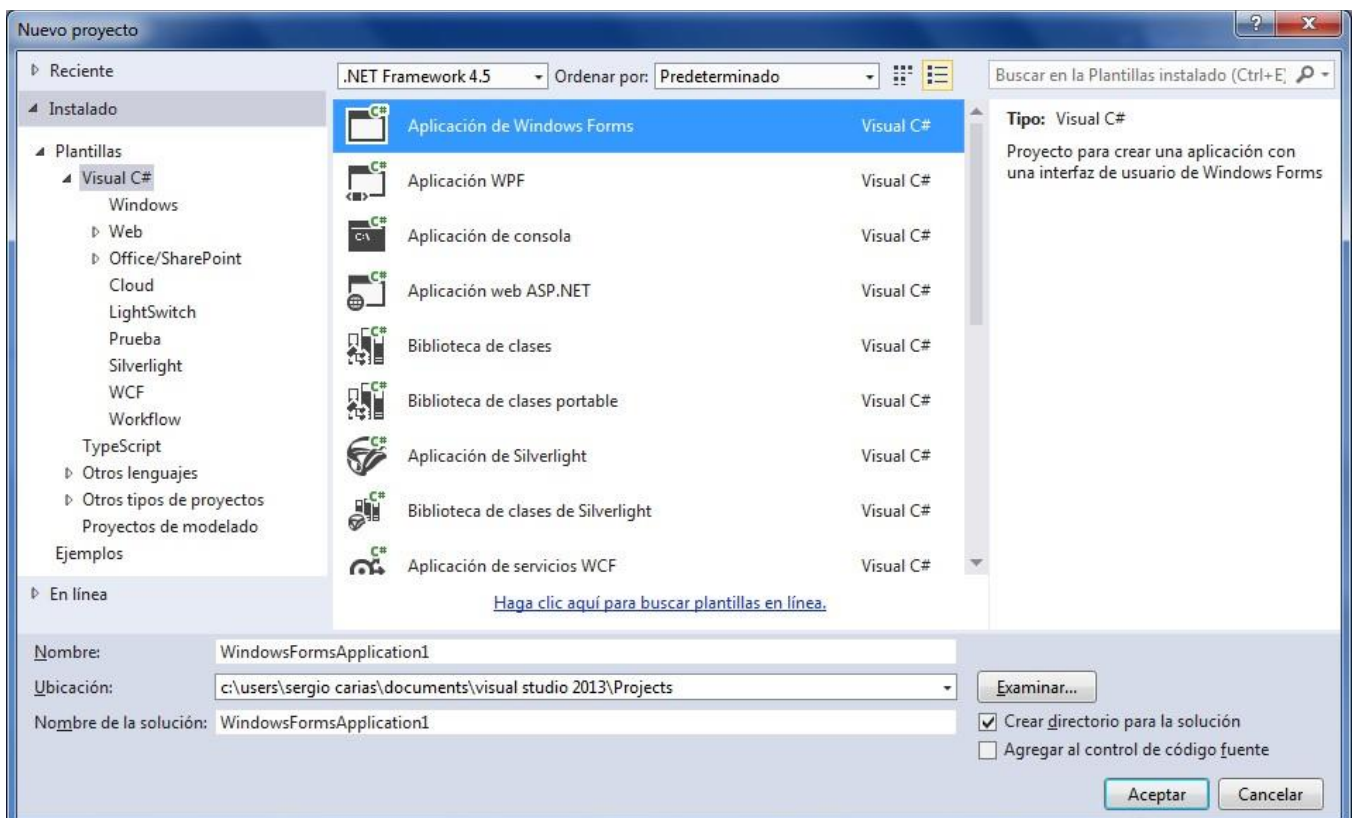 Nuevo proyecto
Reciente
.NET Framework 4.5 Ordenar por: Predeterminado
Buscar en la Plantillas instalado (Ctrl+E)
Instalado
Plantillas
Visual C#
Windows
Web
Office/SharePoint
Cloud
LightSwitch
Prueba
Silverlight
WCF
Workflow
TypeScript
Otros lenguajes
Otros tipos de proyectos
Proyectos de modelado
Ejemplos
En línea
Aplicación de Windows Forms Visual C#
Aplicación WPF Visual C#
Aplicación de consola Visual C#
Aplicación web ASP.NET Visual C#
Biblioteca de clases Visual C#
Biblioteca de clases portable Visual C#
Aplicación de Silverlight Visual C#
Biblioteca de clases de Silverlight Visual C#
Aplicación de servicios WCF Visual C#
Haga clic aquí para buscar plantillas en línea.
Tipo: Visual C#
Proyecto para crear una aplicación con
una interfaz de usuario de Windows Forms
Nombre: WindowsFormsApplication1
Ubicación: c:\users\sergio carias\documents\visual studio 2013\Projects
Examinar...
Nombre de la solución: WindowsFormsApplication1
Crear directorio para la solución
Agregar al control de código fuente
Aceptar Cancelar